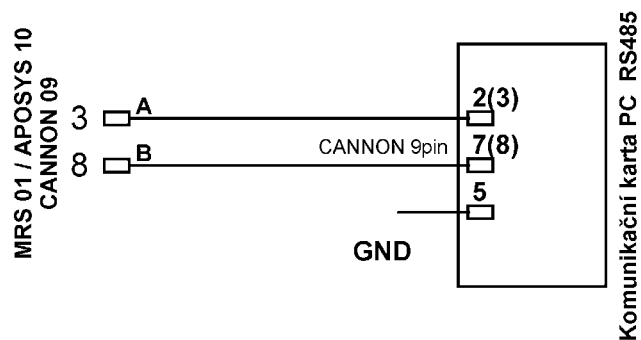 MRS 01 / APOSYS 10
CANNON 09
3
A
8
B
CANNON 9pin
2(3)
7(8)
5
GND
Komunikační karta PC RS485